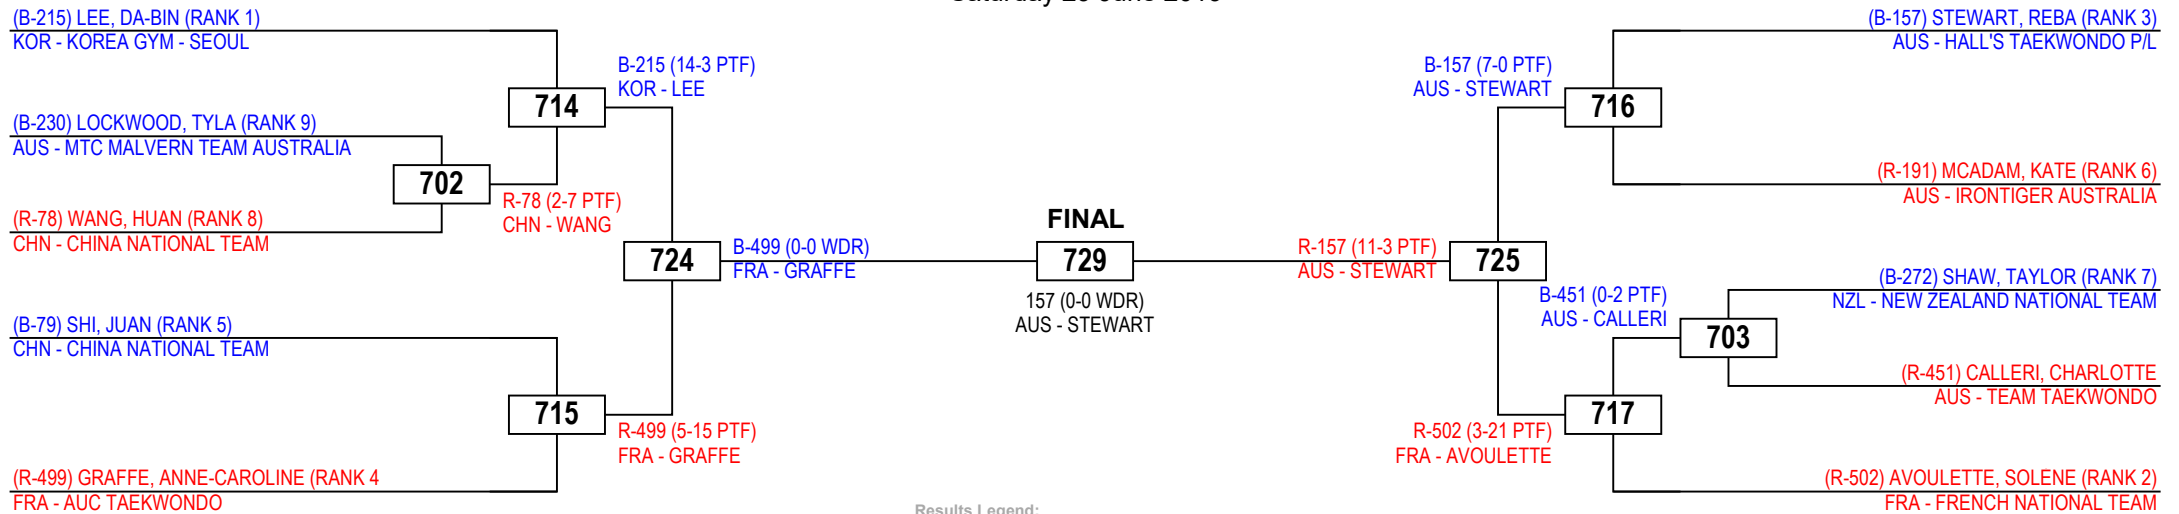 (B-215) LEE, DA-BIN (RANK 1)
KOR - KOREA GYM - SEOUL
(B-230) LOCKWOOD, TYLA (RANK 9)
AUS - MTC MALVERN TEAM AUSTRALIA
(R-78) WANG, HUAN (RANK 8)
CHN - CHINA NATIONAL TEAM
(B-79) SHI, JUAN (RANK 5)
CHN - CHINA NATIONAL TEAM
(R-499) GRAFFE, ANNE-CAROLINE (RANK 4
FRA - AUC TAEKWONDO
702
R-78 (2-7 PTF)
CHN - WANG
714
B-215 (14-3 PTF)
KOR - LEE
715
R-499 (5-15 PTF)
FRA - GRAFFE
724
B-499 (0-0 WDR)
FRA - GRAFFE
FINAL
729
157 (0-0 WDR)
AUS - STEWART
R-157 (11-3 PTF)
AUS - STEWART
725
B-157 (7-0 PTF)
AUS - STEWART
716
B-451 (0-2 PTF)
AUS - CALLERI
703
R-502 (3-21 PTF)
FRA - AVOULETTE
717
(B-157) STEWART, REBA (RANK 3)
AUS - HALL'S TAEKWONDO P/L
(R-191) MCADAM, KATE (RANK 6)
AUS - IRONTIGER AUSTRALIA
(B-272) SHAW, TAYLOR (RANK 7)
NZL - NEW ZEALAND NATIONAL TEAM
(R-451) CALLERI, CHARLOTTE
AUS - TEAM TAEKWONDO
(R-502) AVOULETTE, SOLENE (RANK 2)
FRA - FRENCH NATIONAL TEAM
Results Legend: